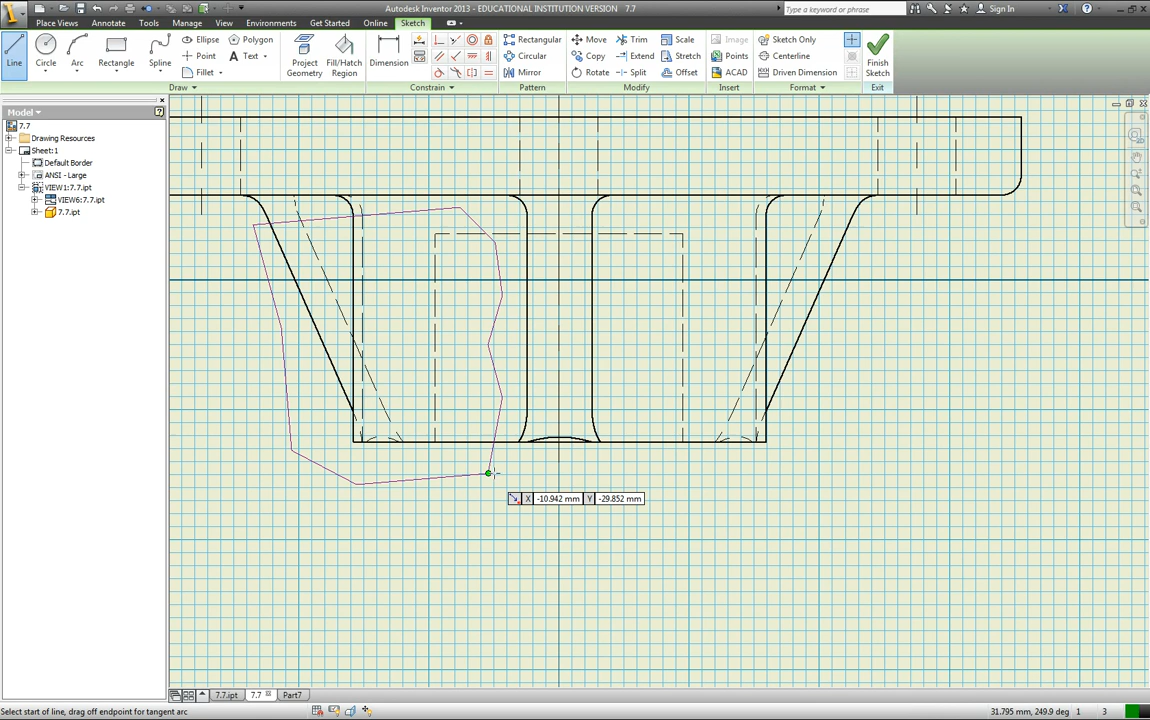 Autodesk Inventor 2013 - EDUCATIONAL INSTITUTION VERSION 7.7
Type a keyword or phrase
Sign In
Place Views Annotate Tools Manage View Environments Get Started Online Sketch
Line Circle Arc Rectangle Spline Ellipse Polygon
Point Text
Fillet
Project Geometry Fill/Hatch Region Dimension
Rectangular Circular Mirror
Move Trim Scale
Copy Extend Stretch
Rotate Split Offset
Image Points ACAD
Sketch Only
Centerline
Driven Dimension
Finish Sketch
Draw Constrain Pattern Modify Insert Format Exit
Model
7.7
Drawing Resources
Sheet:1
Default Border
ANSI - Large
VIEW1:7.7.ipt
VIEW6:7.7.ipt
7.7.ipt
X -10.942 mm Y -29.852 mm
7.7.ipt 7.7 Part7
Select start of line, drag off endpoint for tangent arc
31.795 mm, 249.9 deg 1 3